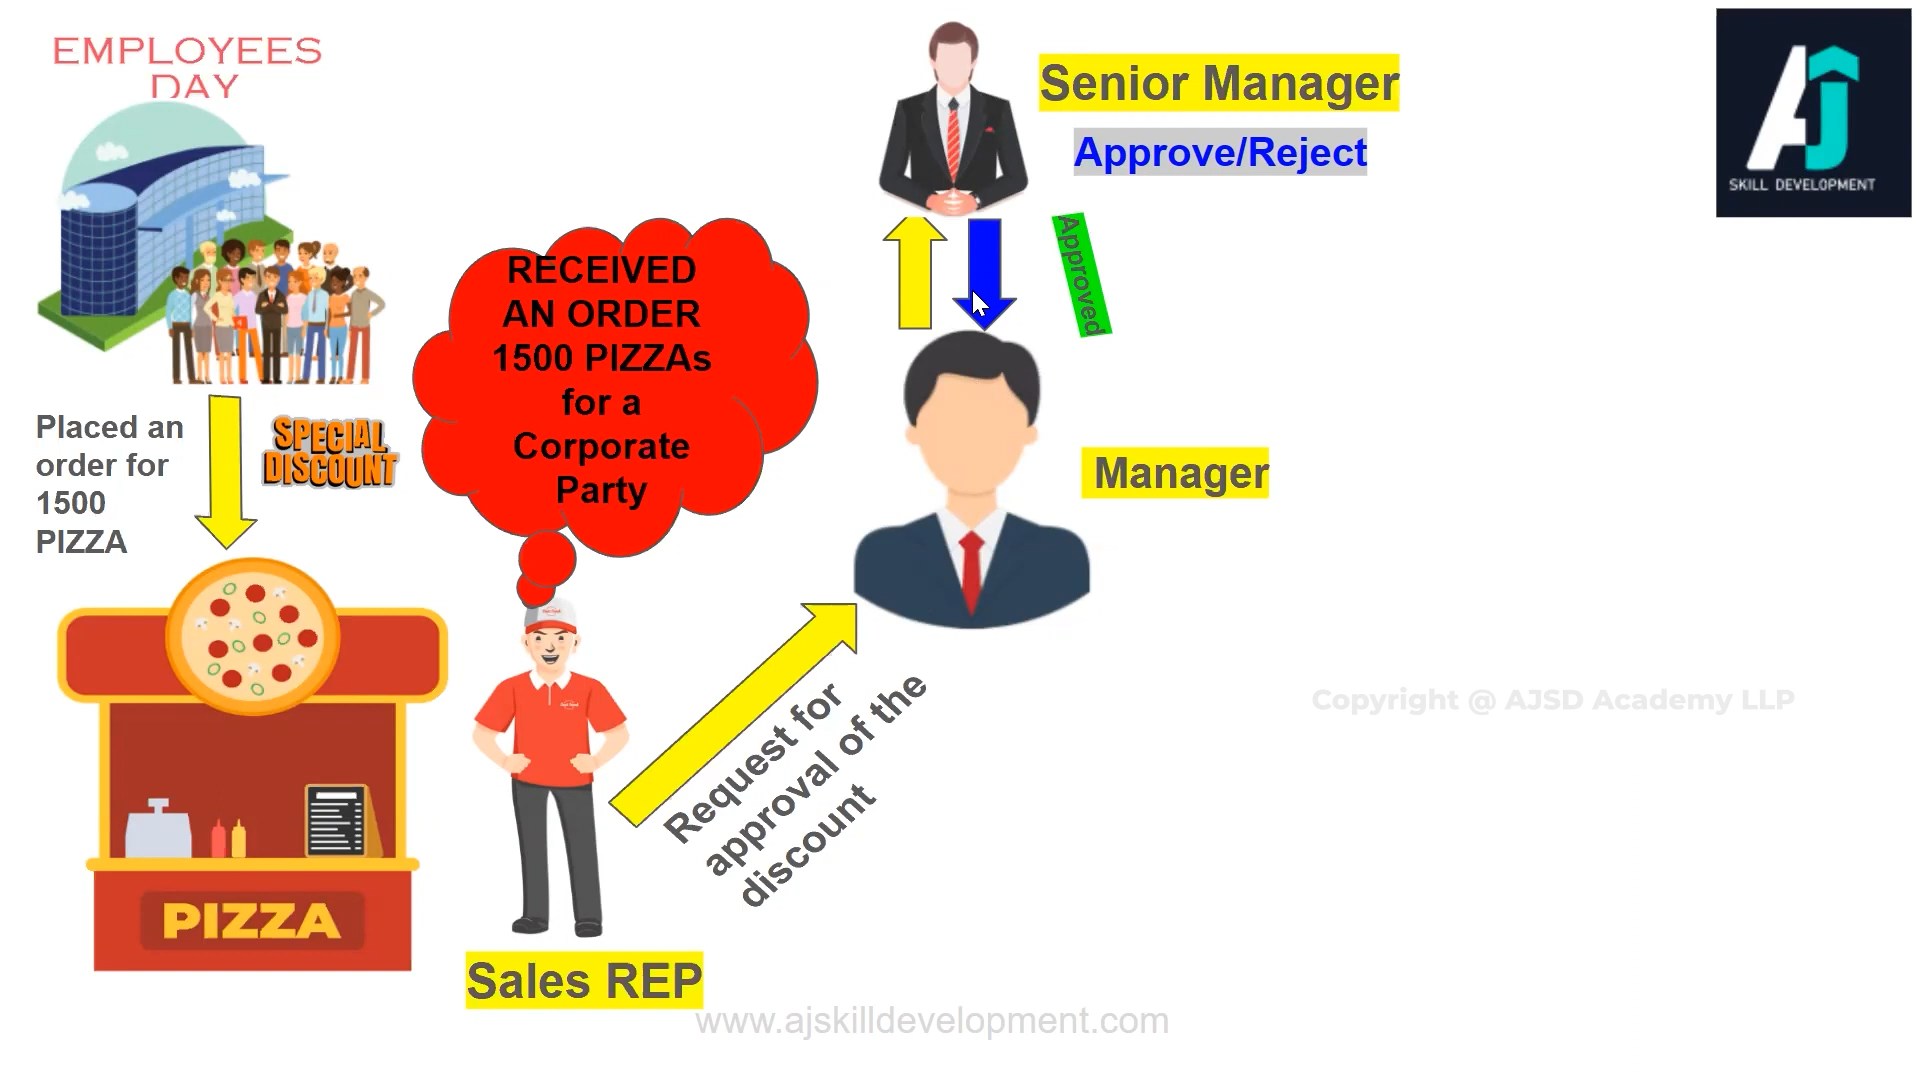 EMPLOYEES
DAY
Senior Manager
Approve/Reject
AJ
SKILL DEVELOPMENT
Approved
RECEIVED
AN ORDER
1500 PIZZAs
for a
Corporate
Party
Placed an
order for
1500
PIZZA
SPECIAL
DISCOUNT
Manager
Request for
approval of the
discount
Copyright @ AJSD Academy LLP
PIZZA
Sales REP
www.ajskilldevelopment.com